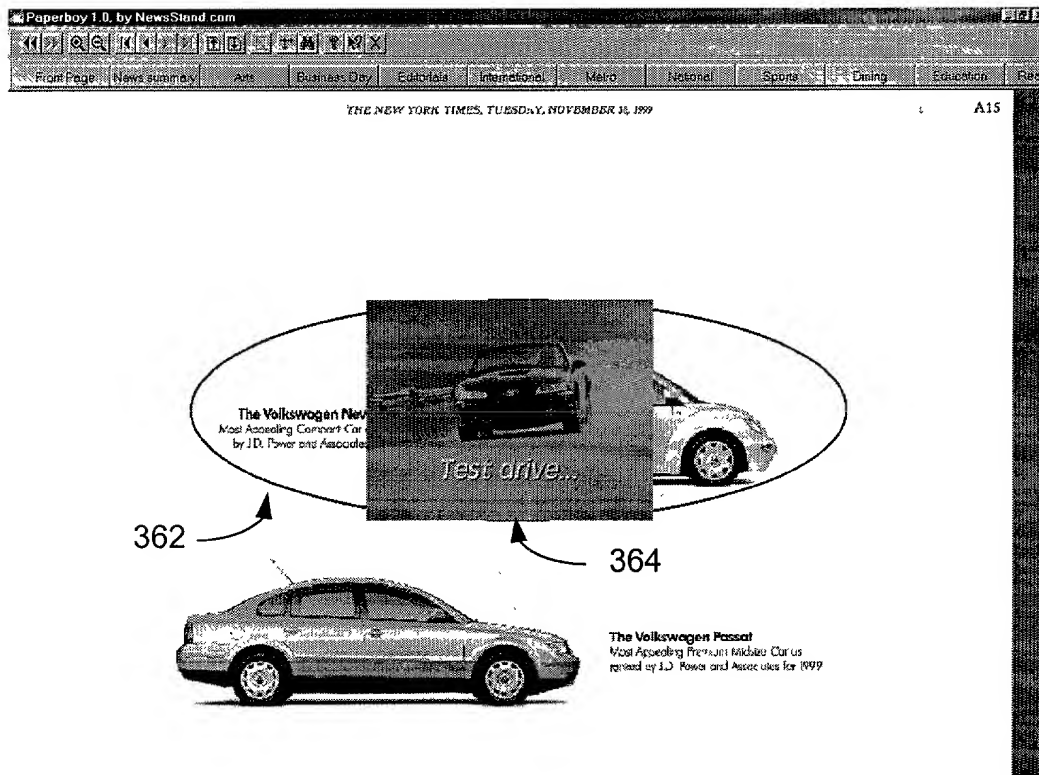 Paperboy 1.0, by NewsStand.com
Front Page News summary Arts Business Day Editorials International Metro National Sports Dining Education
THE NEW YORK TIMES, TUESDAY, NOVEMBER 16, 1999 A15
The Volkswagen New
Most Appealing Compact Car
by J.D. Power and Associates
Test drive...
362
364
The Volkswagen Passat
Most Appealing Premium Midsize Car as
ranked by J.D. Power and Associates for 1999